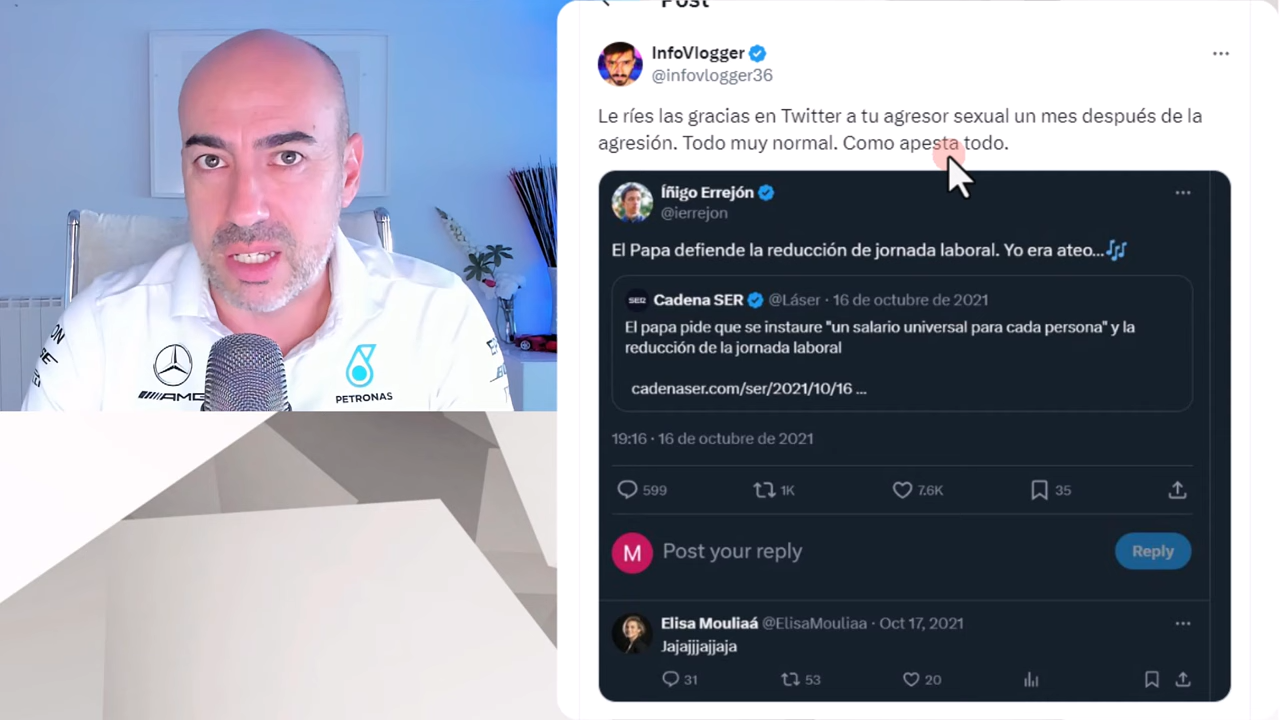 Post
InfoVlogger
@infovlogger36
Le ríes las gracias en Twitter a tu agresor sexual un mes después de la
agresión. Todo muy normal. Como apesta todo.
Íñigo Errejón
@ierrejon
El Papa defiende la reducción de jornada laboral. Yo era ateo...🎶
SER Cadena SER @Láser · 16 de octubre de 2021
El papa pide que se instaure "un salario universal para cada persona" y la
reducción de la jornada laboral
cadenaser.com/ser/2021/10/16 ...
19:16 · 16 de octubre de 2021
599 1K 7.6K 35
M Post your reply Reply
Elisa Mouliaá @ElisaMouliaa · Oct 17, 2021
Jajajjjajjaja
31 53 20
AMG
PETRONAS